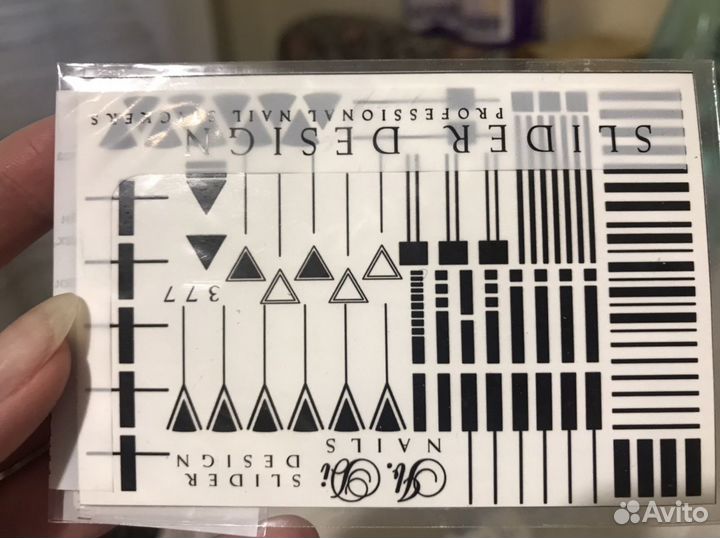 SLIDER DESIGN
PROFESSIONAL NAIL STICKERS
377
NAILS
SLIDER
DESIGN
Avito